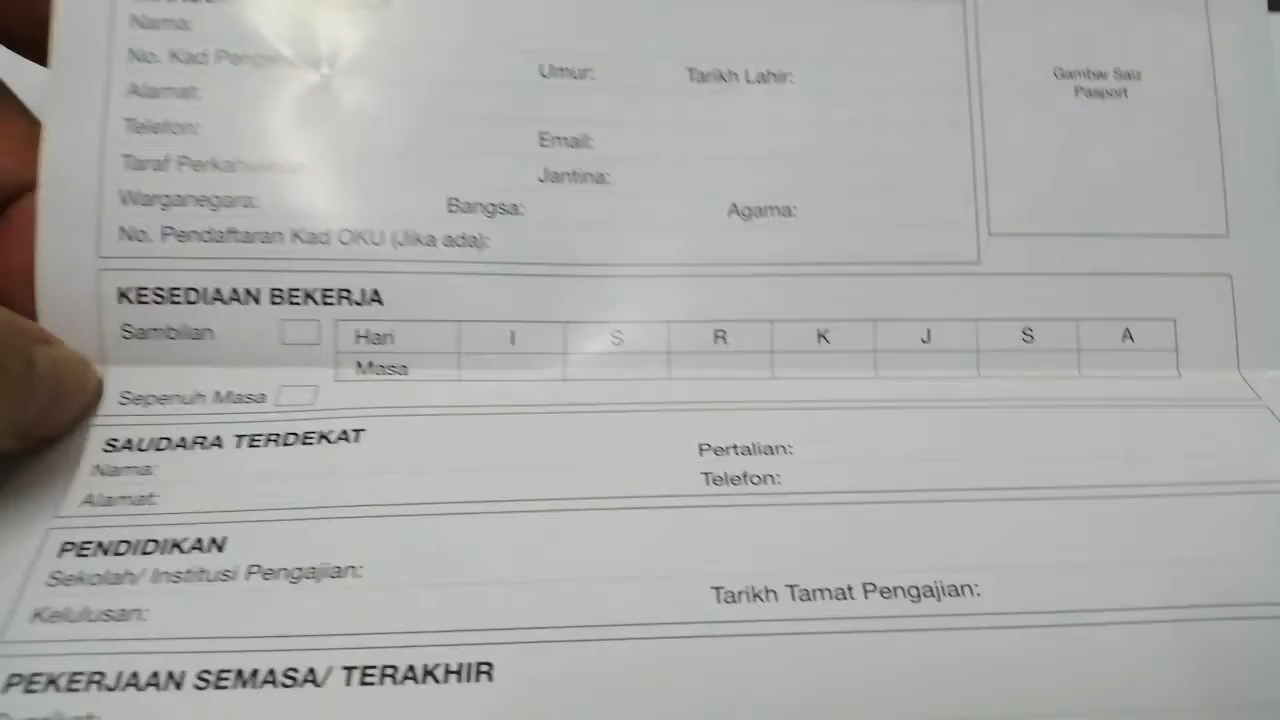 Nama:
No. Kad
Umur: Tarikh Lahir:
Gambar Saiz
Pasport
Alamat:
Telefon: Email:
Taraf Jantina:
Warganegara: Bangsa: Agama:
No. Pendaftaran Kad OKU (Jika ada):
KESEDIAAN BEKERJA
Sambilan
Hari I S R K J S A
Masa
Sepenuh Masa
SAUDARA TERDEKAT
Nama: Pertalian:
Alamat: Telefon:
PENDIDIKAN
Sekolah/ Institusi Pengajian:
Kelulusan: Tarikh Tamat Pengajian:
PEKERJAAN SEMASA/ TERAKHIR